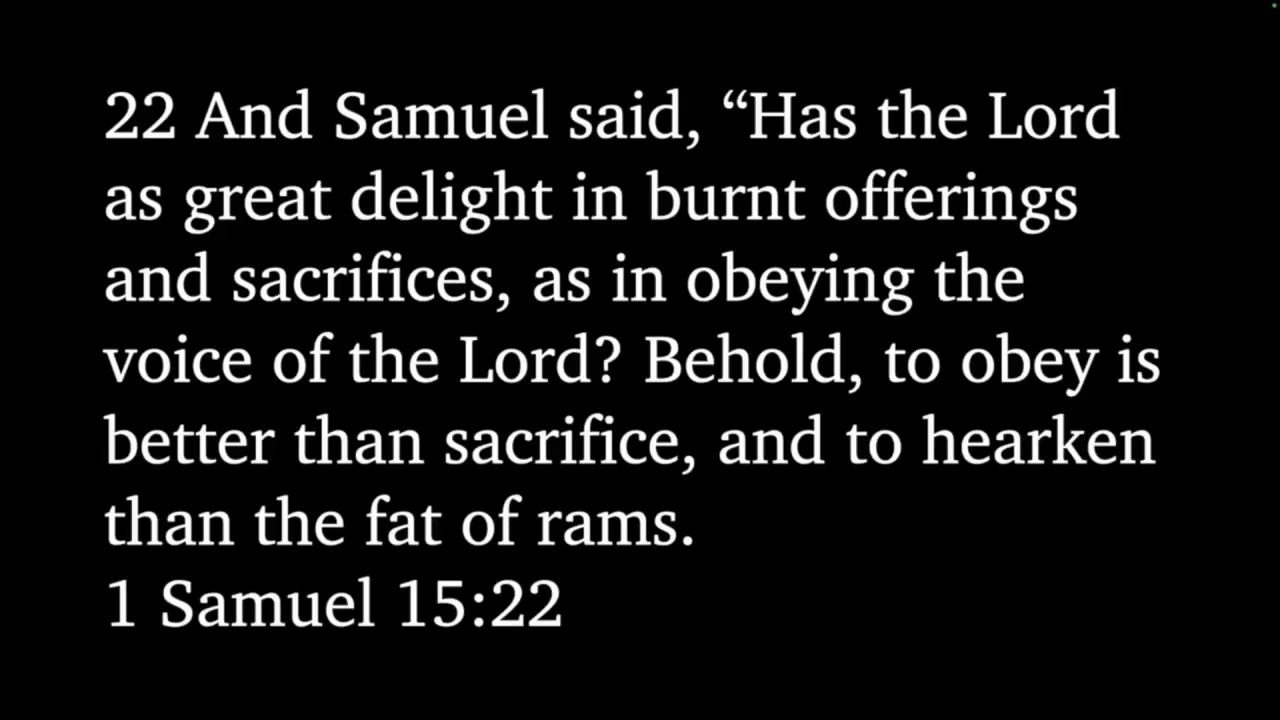 22 And Samuel said, “Has the Lord
as great delight in burnt offerings
and sacrifices, as in obeying the
voice of the Lord? Behold, to obey is
better than sacrifice, and to hearken
than the fat of rams.
1 Samuel 15:22